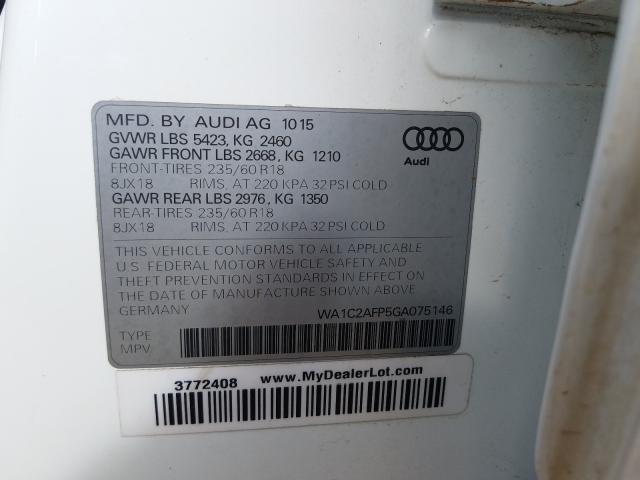 MFD. BY AUDI AG 1015
GVWR LBS 5423, KG 2460
GAWR FRONT LBS 2668, KG 1210
FRONT-TIRES 235/60 R18
8JX18 RIMS, AT 220 KPA 32 PSI COLD
GAWR REAR LBS 2976, KG 1350
REAR-TIRES 235/60 R18
8JX18 RIMS, AT 220 KPA 32 PSI COLD
Audi
THIS VEHICLE CONFORMS TO ALL APPLICABLE
U.S. FEDERAL MOTOR VEHICLE SAFETY AND
THEFT PREVENTION STANDARDS IN EFFECT ON
THE DATE OF MANUFACTURE SHOWN ABOVE.
GERMANY WA1C2AFP5GA075146
TYPE
MPV
3772408 www.MyDealerLot.com